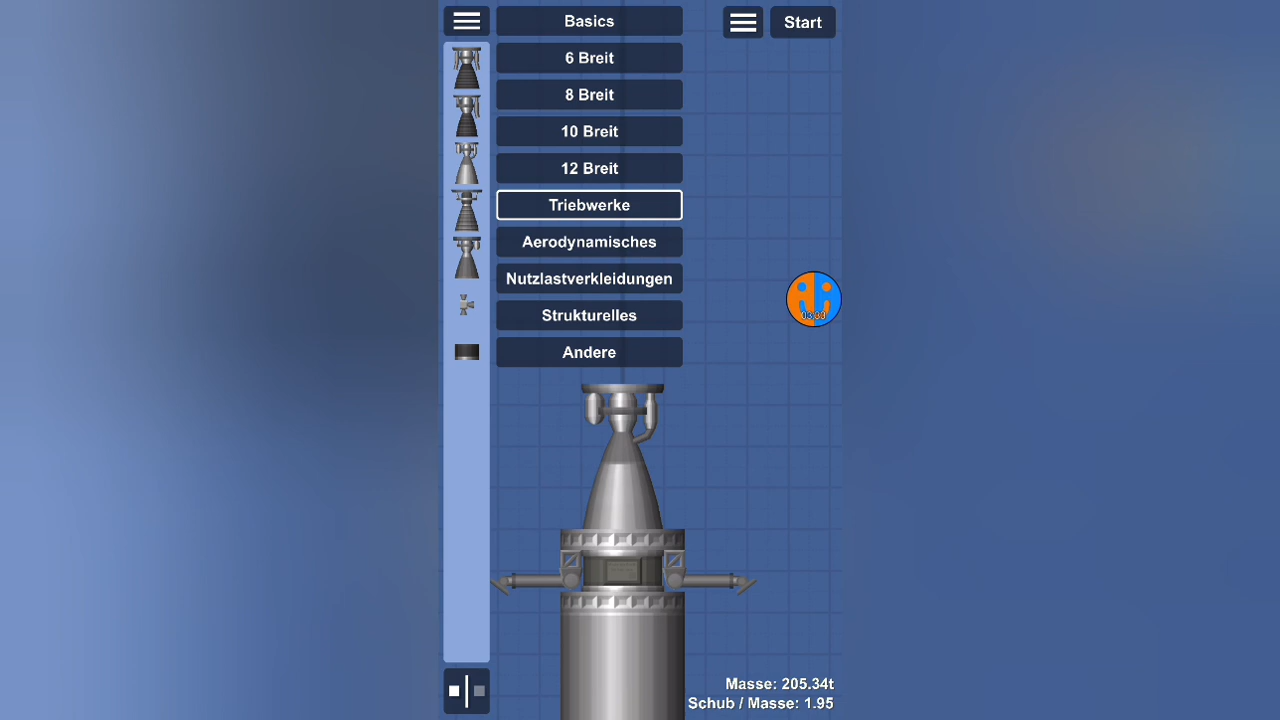 Basics
Start
6 Breit
8 Breit
10 Breit
12 Breit
Triebwerke
Aerodynamisches
Nutzlastverkleidungen
Strukturelles
Andere
Masse: 205.34t
Schub / Masse: 1.95